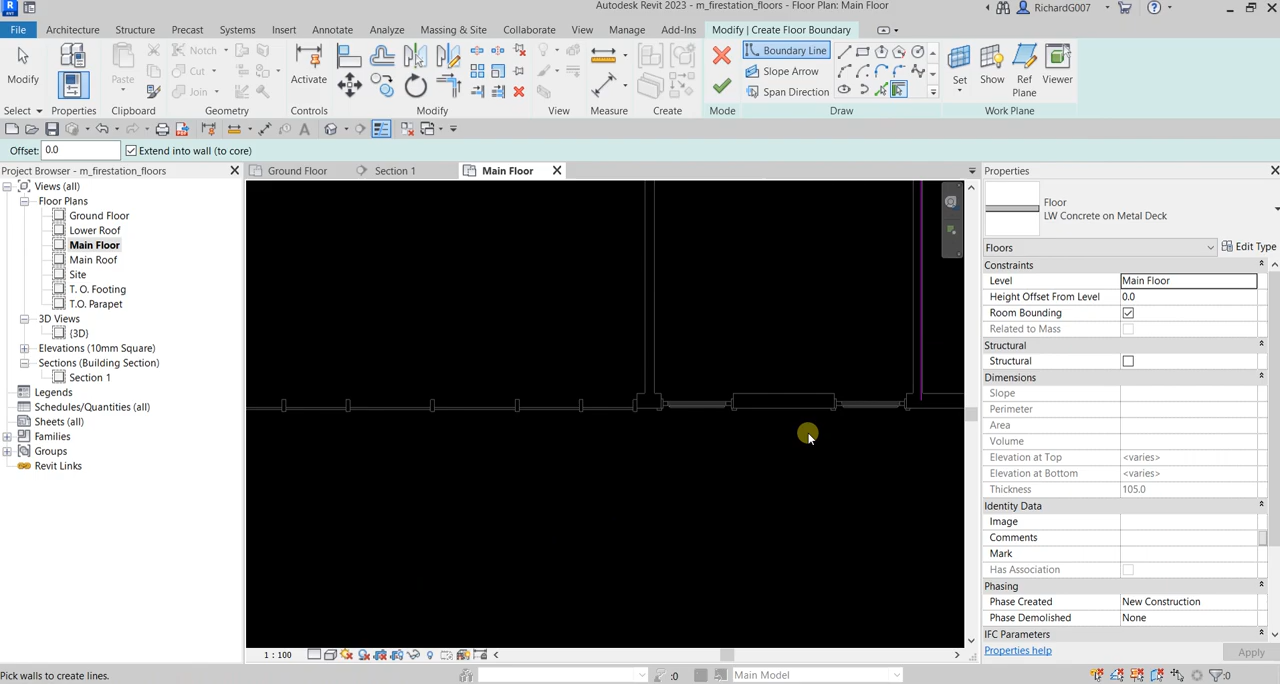 Autodesk Revit 2023 - m_firestation_floors - Floor Plan: Main Floor
RichardG007
File Architecture Structure Precast Systems Insert Annotate Analyze Massing & Site Collaborate View Manage Add-Ins Modify | Create Floor Boundary
Modify
Paste
Notch
Cut
Join
Activate
Boundary Line
Slope Arrow
Span Direction
Set
Show
Ref
Plane
Viewer
Select Properties Clipboard Geometry Controls Modify View Measure Create Mode Draw Work Plane
Offset: 0.0 Extend into wall (to core)
Project Browser - m_firestation_floors
Ground Floor
Section 1
Main Floor
Properties
Views (all)
Floor Plans
Ground Floor
Lower Roof
Main Floor
Main Roof
Site
T. O. Footing
T.O. Parapet
3D Views
{3D}
Elevations (10mm Square)
Sections (Building Section)
Section 1
Legends
Schedules/Quantities (all)
Sheets (all)
Families
Groups
Revit Links
Floor
LW Concrete on Metal Deck
Floors
Edit Type
Constraints
Level Main Floor
Height Offset From Level 0.0
Room Bounding
Related to Mass
Structural
Structural
Dimensions
Slope
Perimeter
Area
Volume
Elevation at Top <varies>
Elevation at Bottom <varies>
Thickness 105.0
Identity Data
Image
Comments
Mark
Has Association
Phasing
Phase Created New Construction
Phase Demolished None
IFC Parameters
Properties help
Apply
1 : 100
Pick walls to create lines.
:0
Main Model
:0